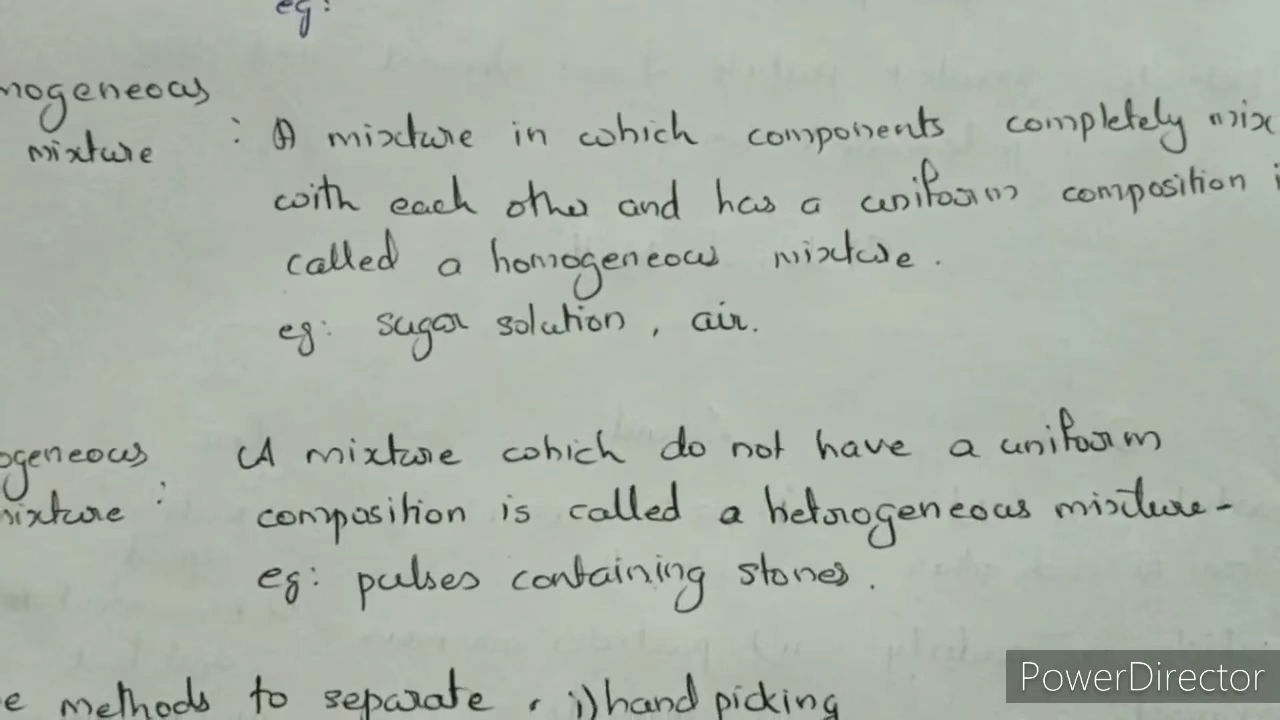 eg:
mogeneous
mixture : A mixture in which components completely mix
with each other and has a uniform composition i
called a homogeneous mixture.
eg: sugar solution, air.
ogeneous
mixture : A mixture which do not have a uniform
composition is called a heterogeneous mixture-
eg: pulses containing stones.
e methods to separate . i) hand picking
PowerDirector